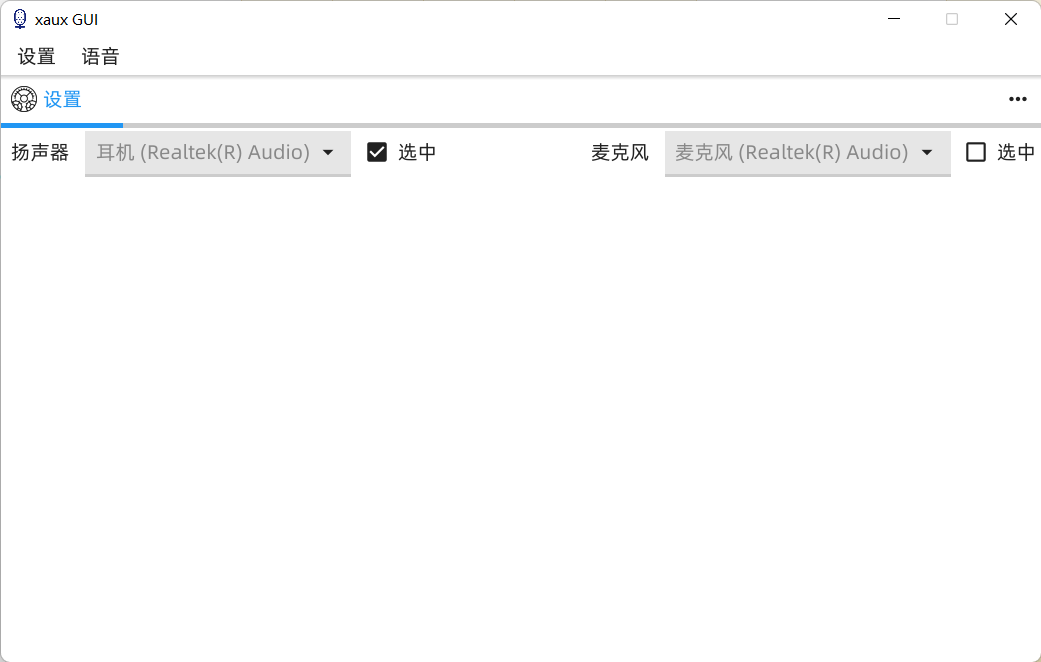 xaux GUI
设置 语音
设置
扬声器 耳机 (Realtek(R) Audio) 选中 麦克风 麦克风 (Realtek(R) Audio) 选中